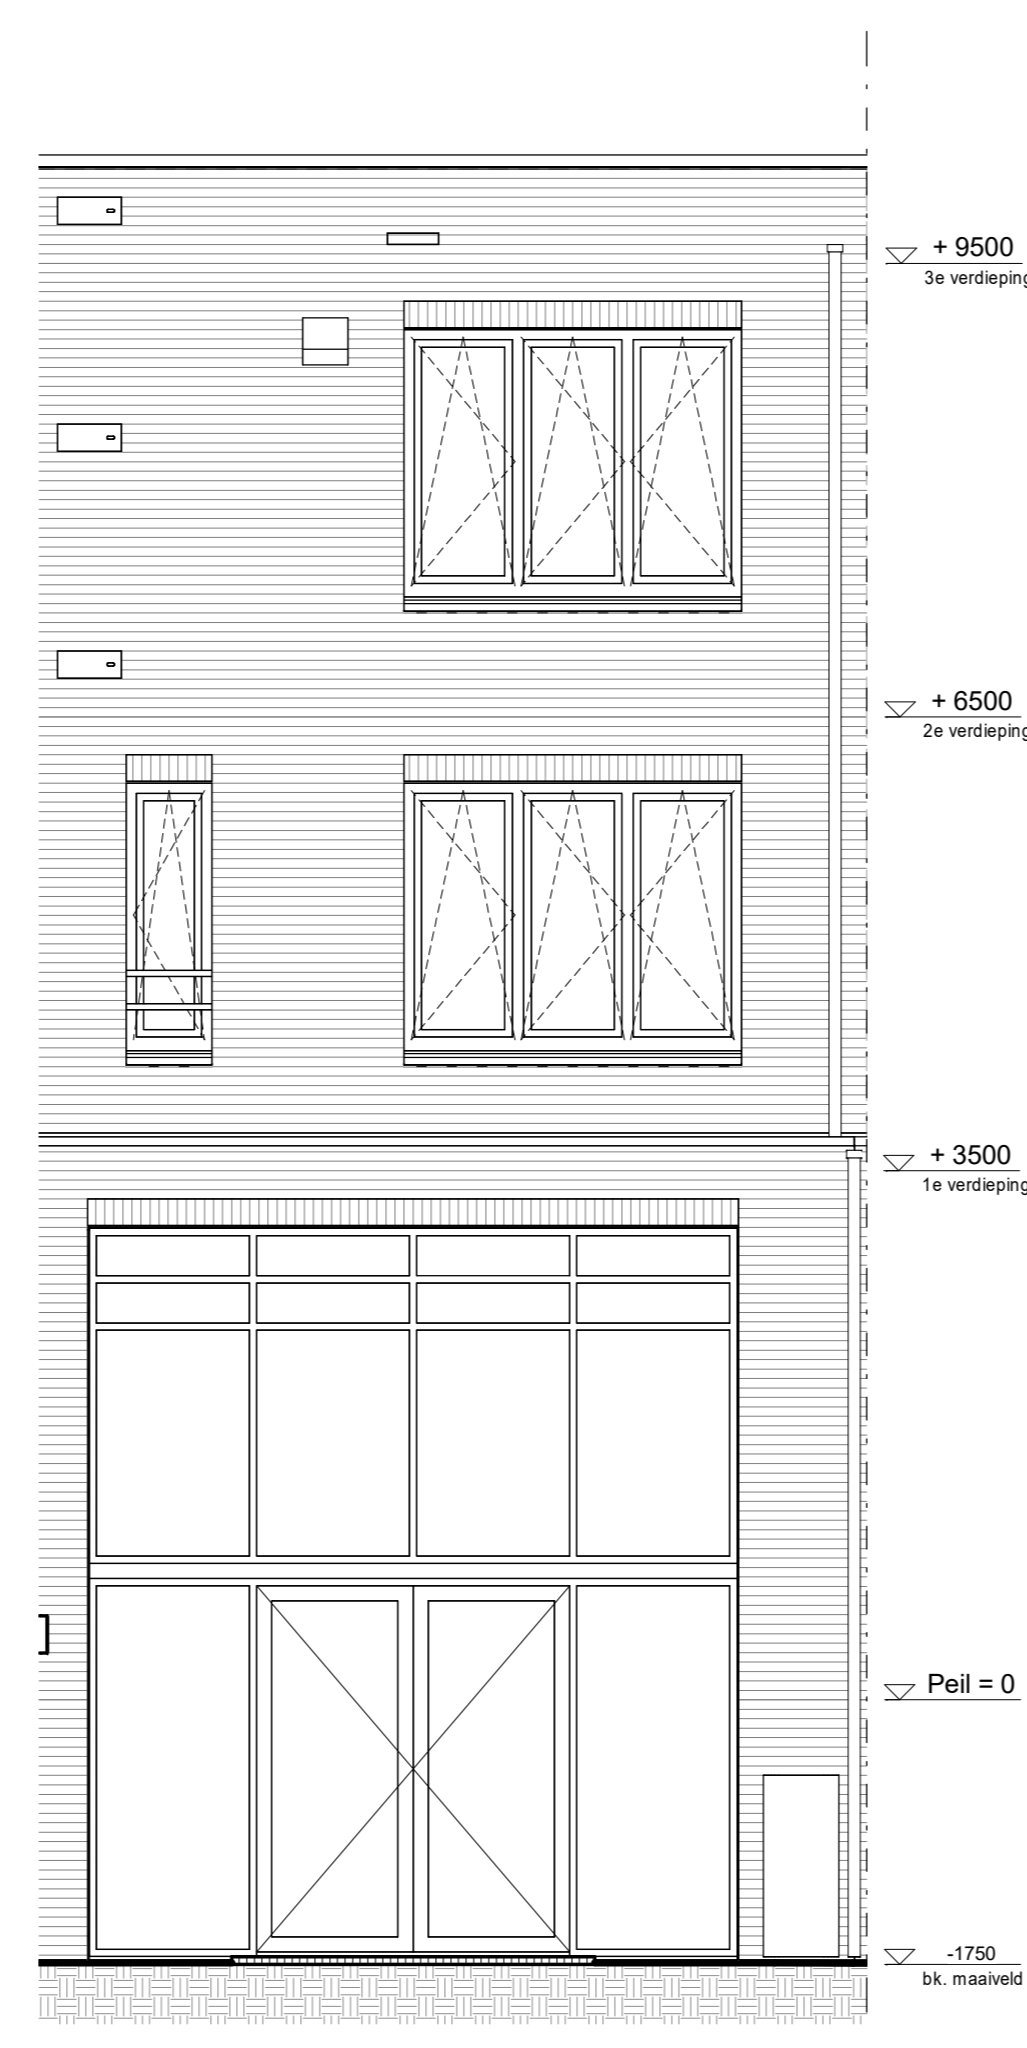 + 9500
3e verdieping
+ 6500
2e verdieping
+ 3500
1e verdieping
Peil = 0
-1750
bk. maaiveld